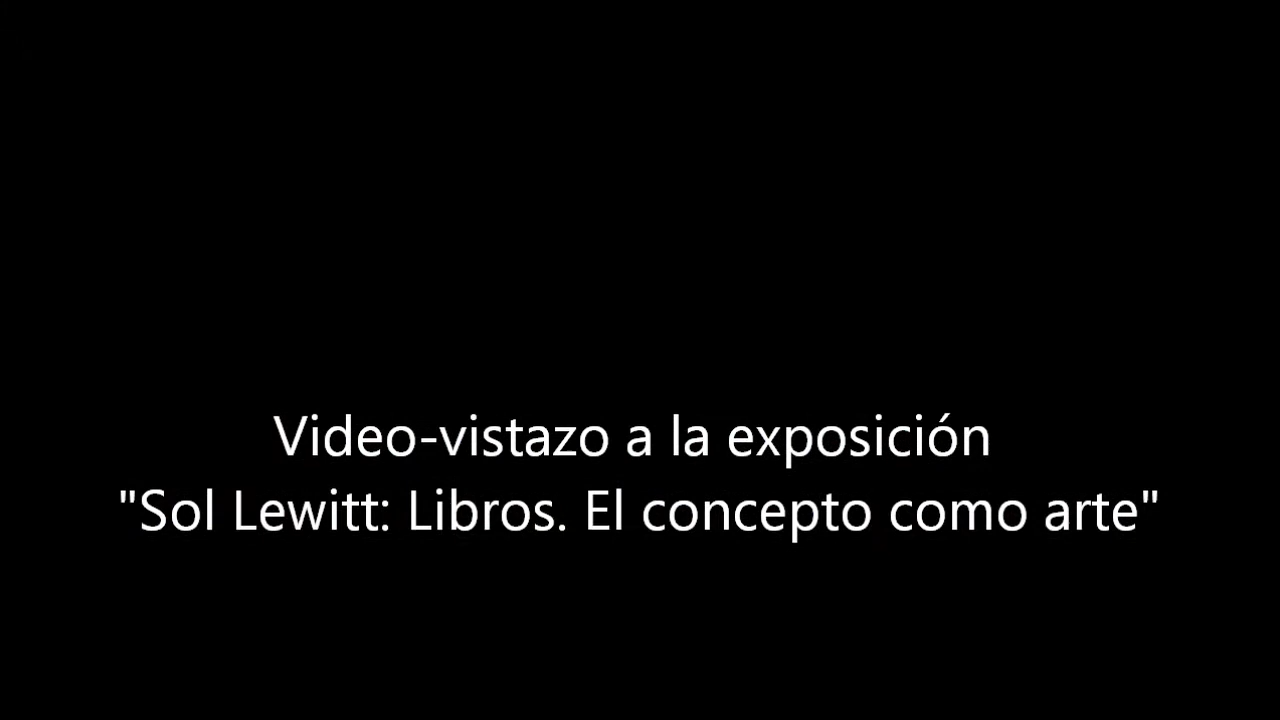 Video-vistazo a la exposición
"Sol Lewitt: Libros. El concepto como arte"